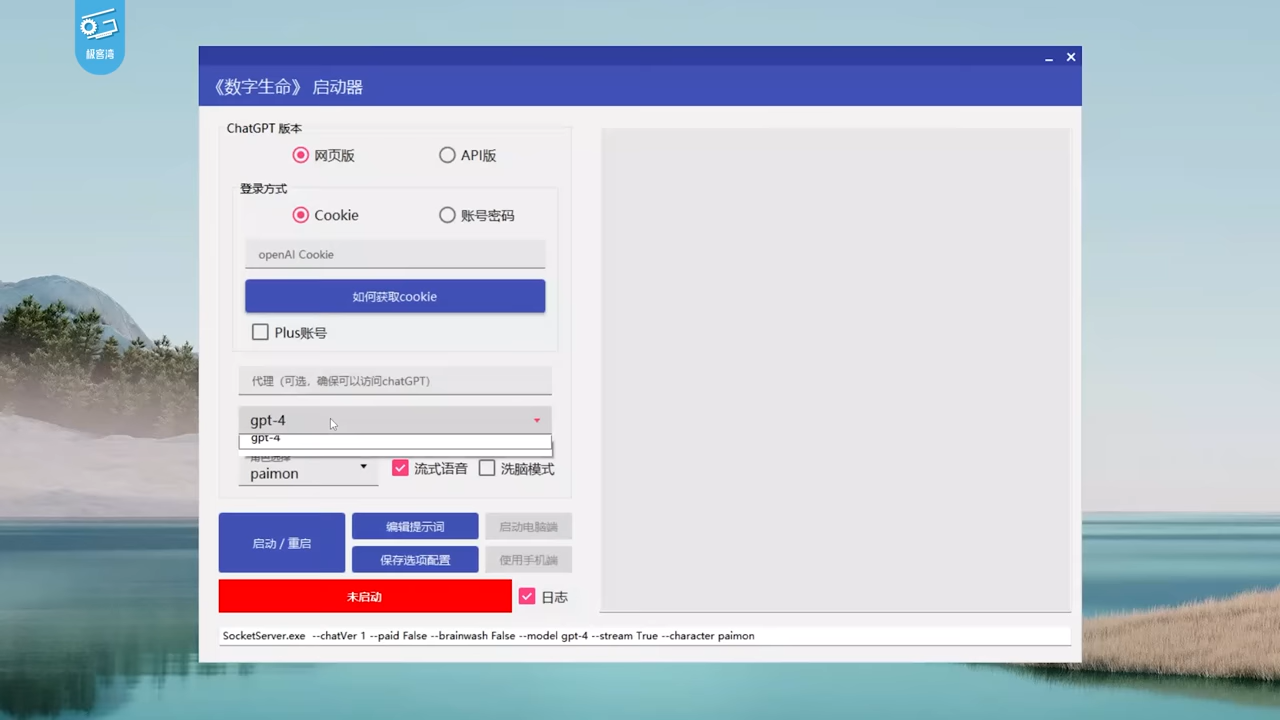 极客湾
《数字生命》 启动器
ChatGPT 版本
网页版
API版
登录方式
Cookie
账号密码
openAI Cookie
如何获取cookie
Plus账号
代理（可选，确保可以访问chatGPT）
gpt-4
gpt-4
角色选择
paimon
流式语音
洗脑模式
启动 / 重启
编辑提示词
启动电脑端
保存选项配置
使用手机端
未启动
日志
SocketServer.exe --chatVer 1 --paid False --brainwash False --model gpt-4 --stream True --character paimon